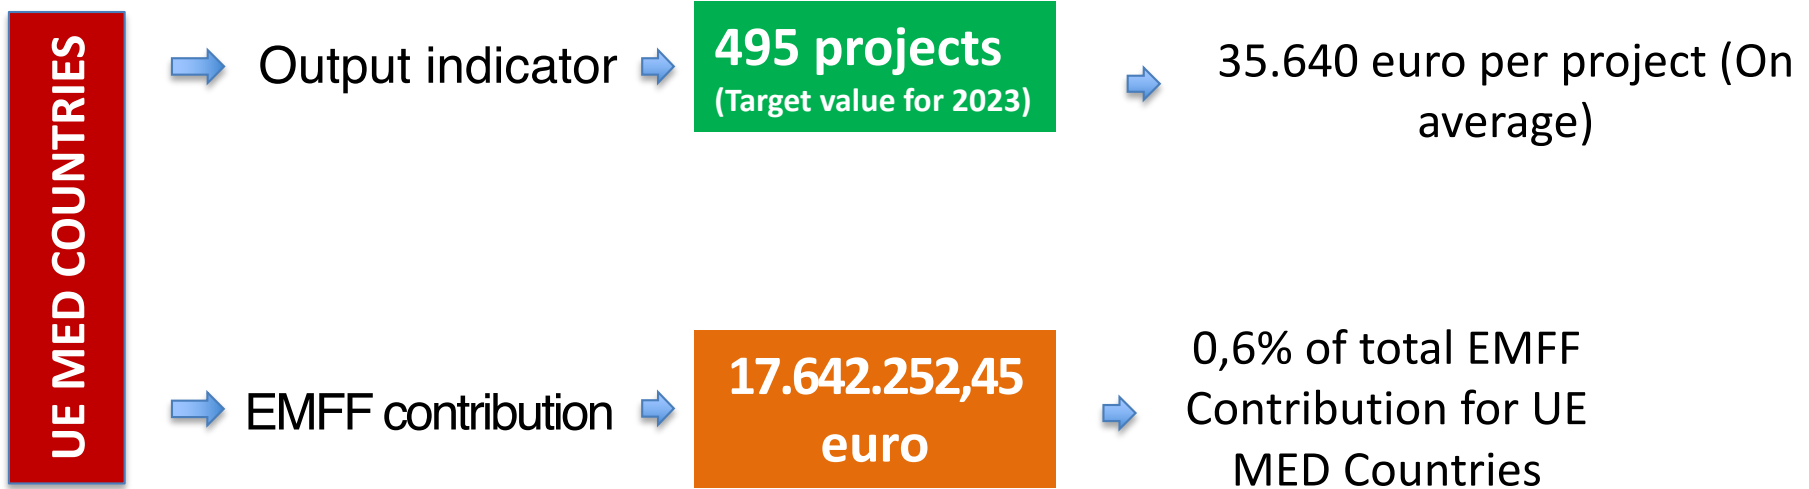 UE MED COUNTRIES
Output indicator
495 projects
(Target value for 2023)
35.640 euro per project (On
average)
EMFF contribution
17.642.252,45
euro
0,6% of total EMFF
Contribution for UE
MED Countries